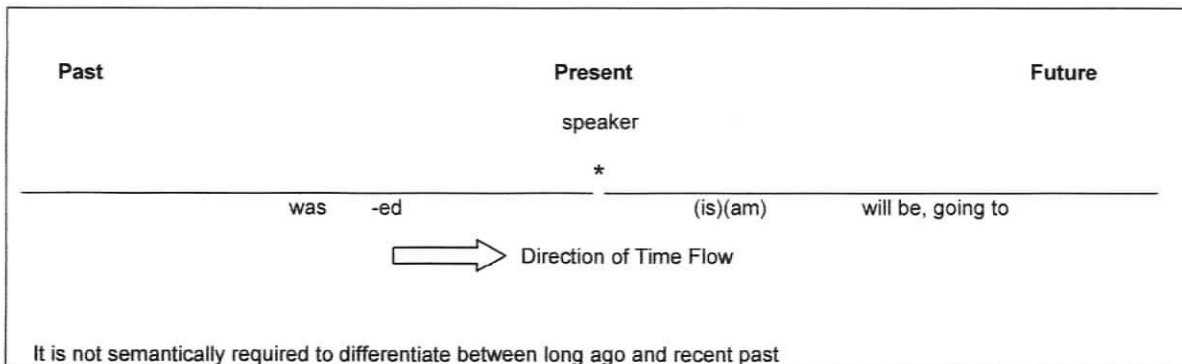 Past Present Future
speaker
*
was -ed (is)(am) will be, going to
Direction of Time Flow
It is not semantically required to differentiate between long ago and recent past